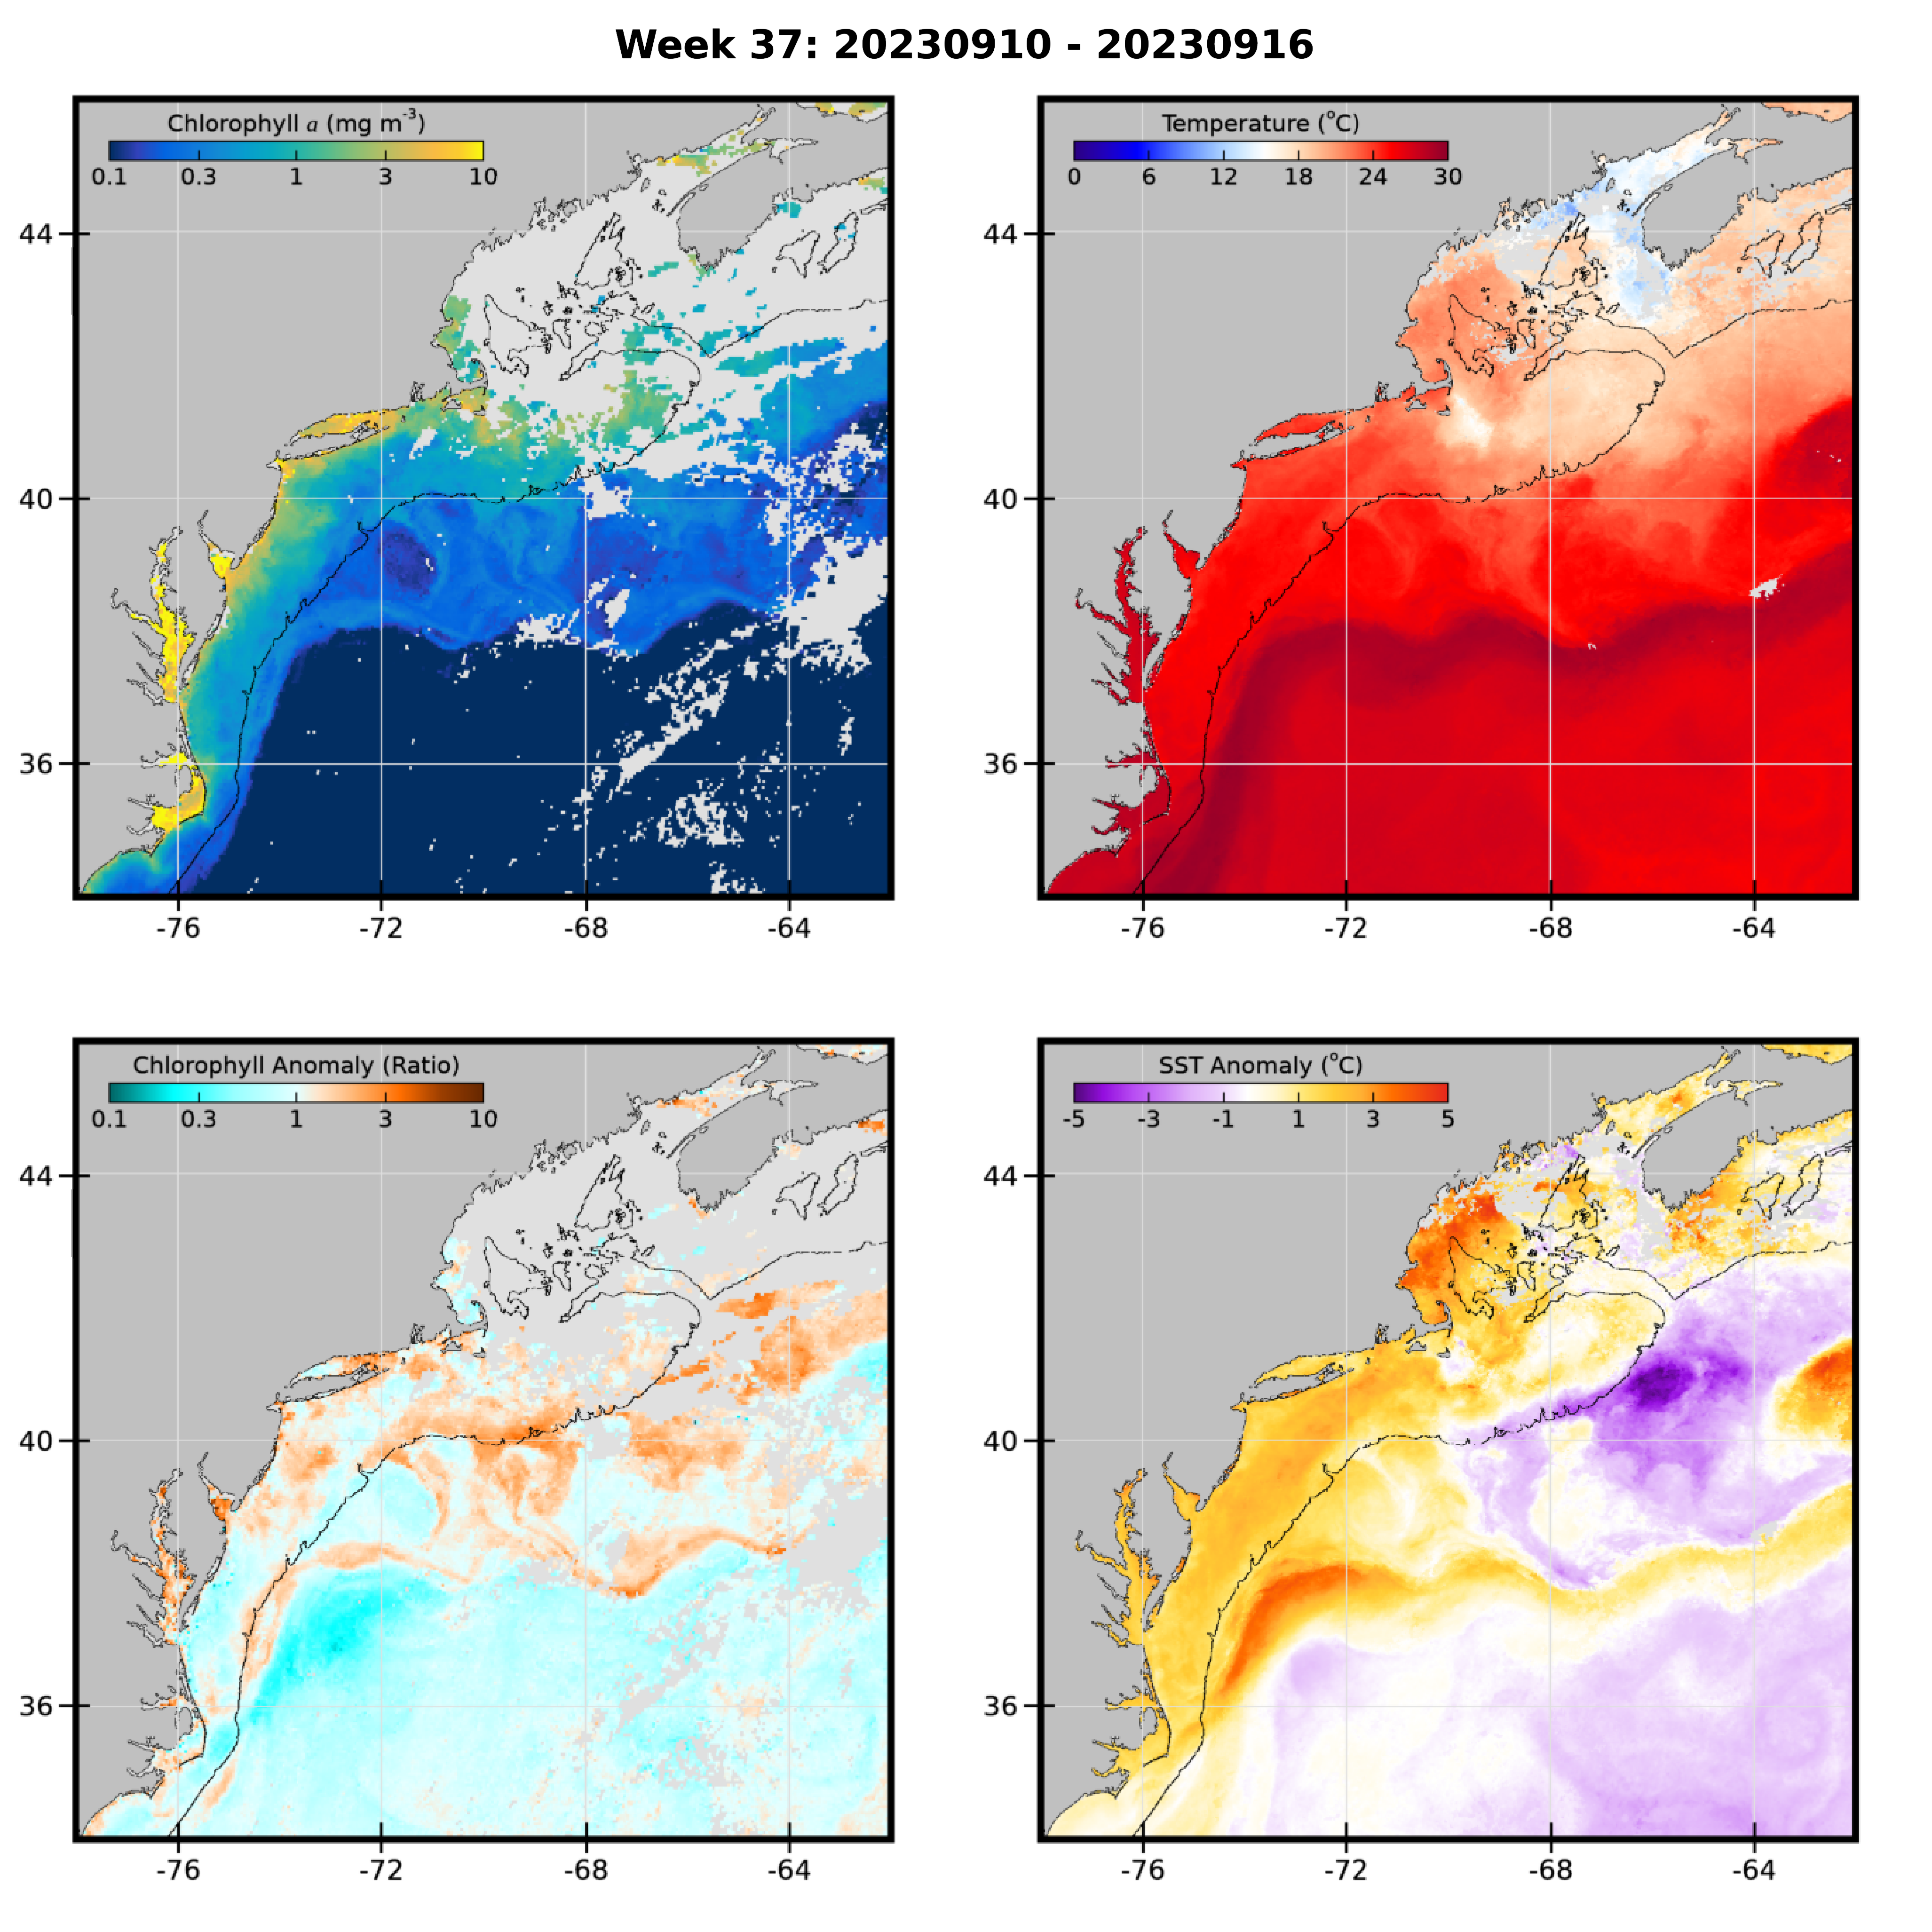 Week 37: 20230910 - 20230916
Chlorophyll a (mg m-3)
0.1 0.3 1 3 10
44
40
36
-76 -72 -68 -64
Temperature (oC)
0 6 12 18 24 30
44
40
36
-76 -72 -68 -64
Chlorophyll Anomaly (Ratio)
0.1 0.3 1 3 10
44
40
36
-76 -72 -68 -64
SST Anomaly (oC)
-5 -3 -1 1 3 5
44
40
36
-76 -72 -68 -64